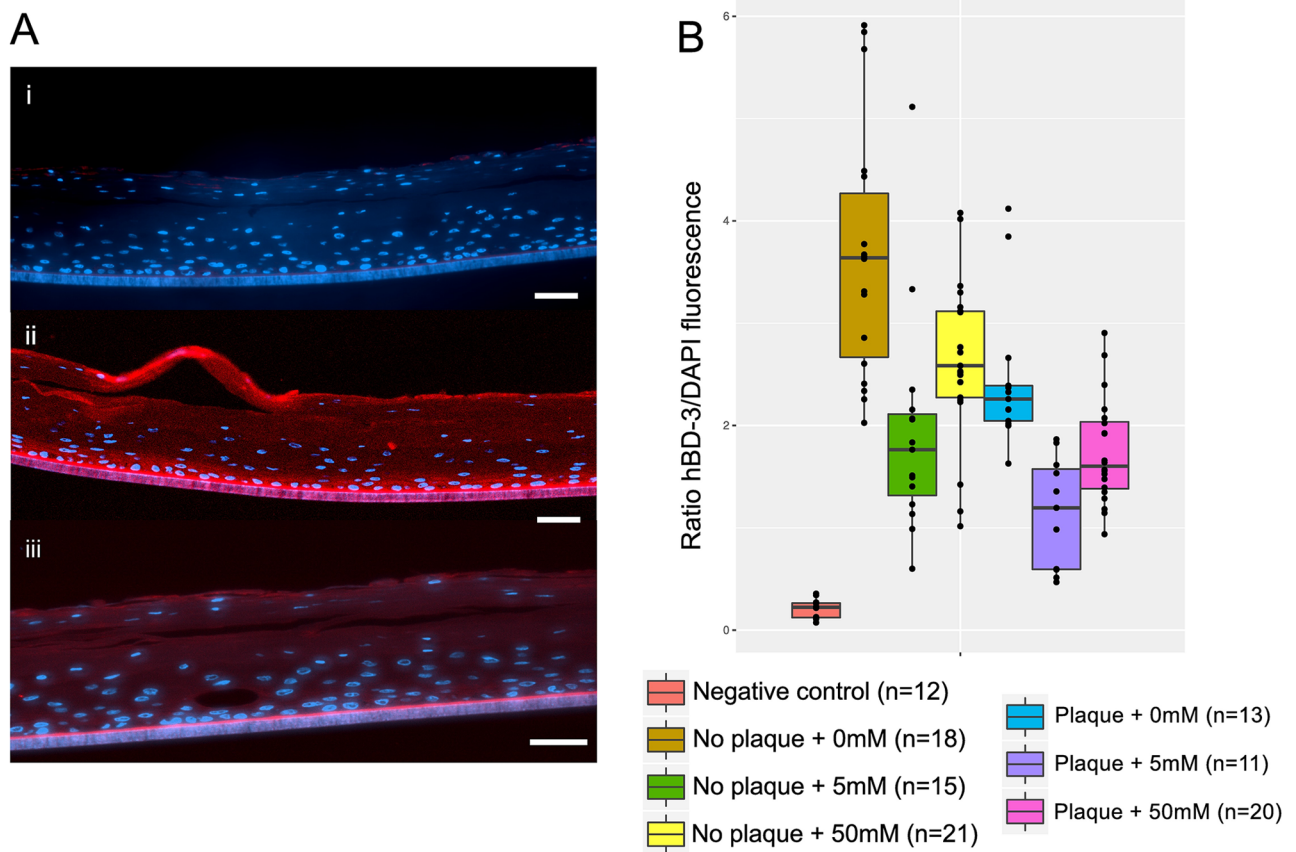 A
B
i
ii
iii
Ratio hBD-3/DAPI fluorescence
6
4
2
0
Negative control (n=12)
No plaque + 0mM (n=18)
No plaque + 5mM (n=15)
No plaque + 50mM (n=21)
Plaque + 0mM (n=13)
Plaque + 5mM (n=11)
Plaque + 50mM (n=20)